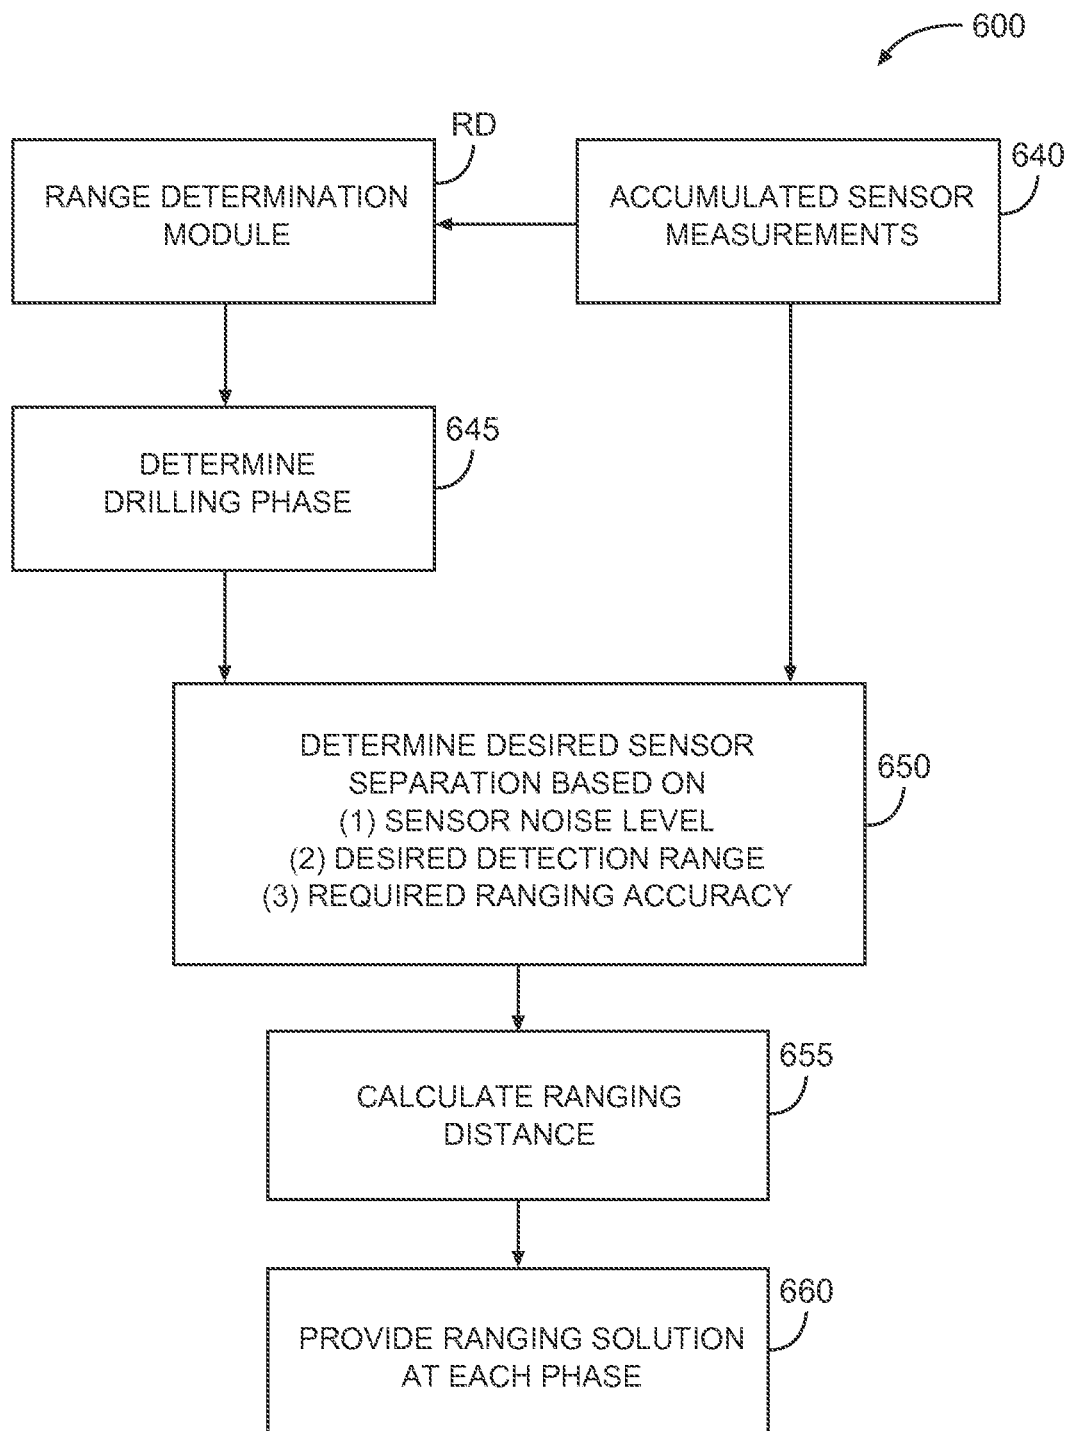 600
RD
RANGE DETERMINATION
MODULE
640
ACCUMULATED SENSOR
MEASUREMENTS
645
DETERMINE
DRILLING PHASE
650
DETERMINE DESIRED SENSOR
SEPARATION BASED ON
(1) SENSOR NOISE LEVEL
(2) DESIRED DETECTION RANGE
(3) REQUIRED RANGING ACCURACY
655
CALCULATE RANGING
DISTANCE
660
PROVIDE RANGING SOLUTION
AT EACH PHASE